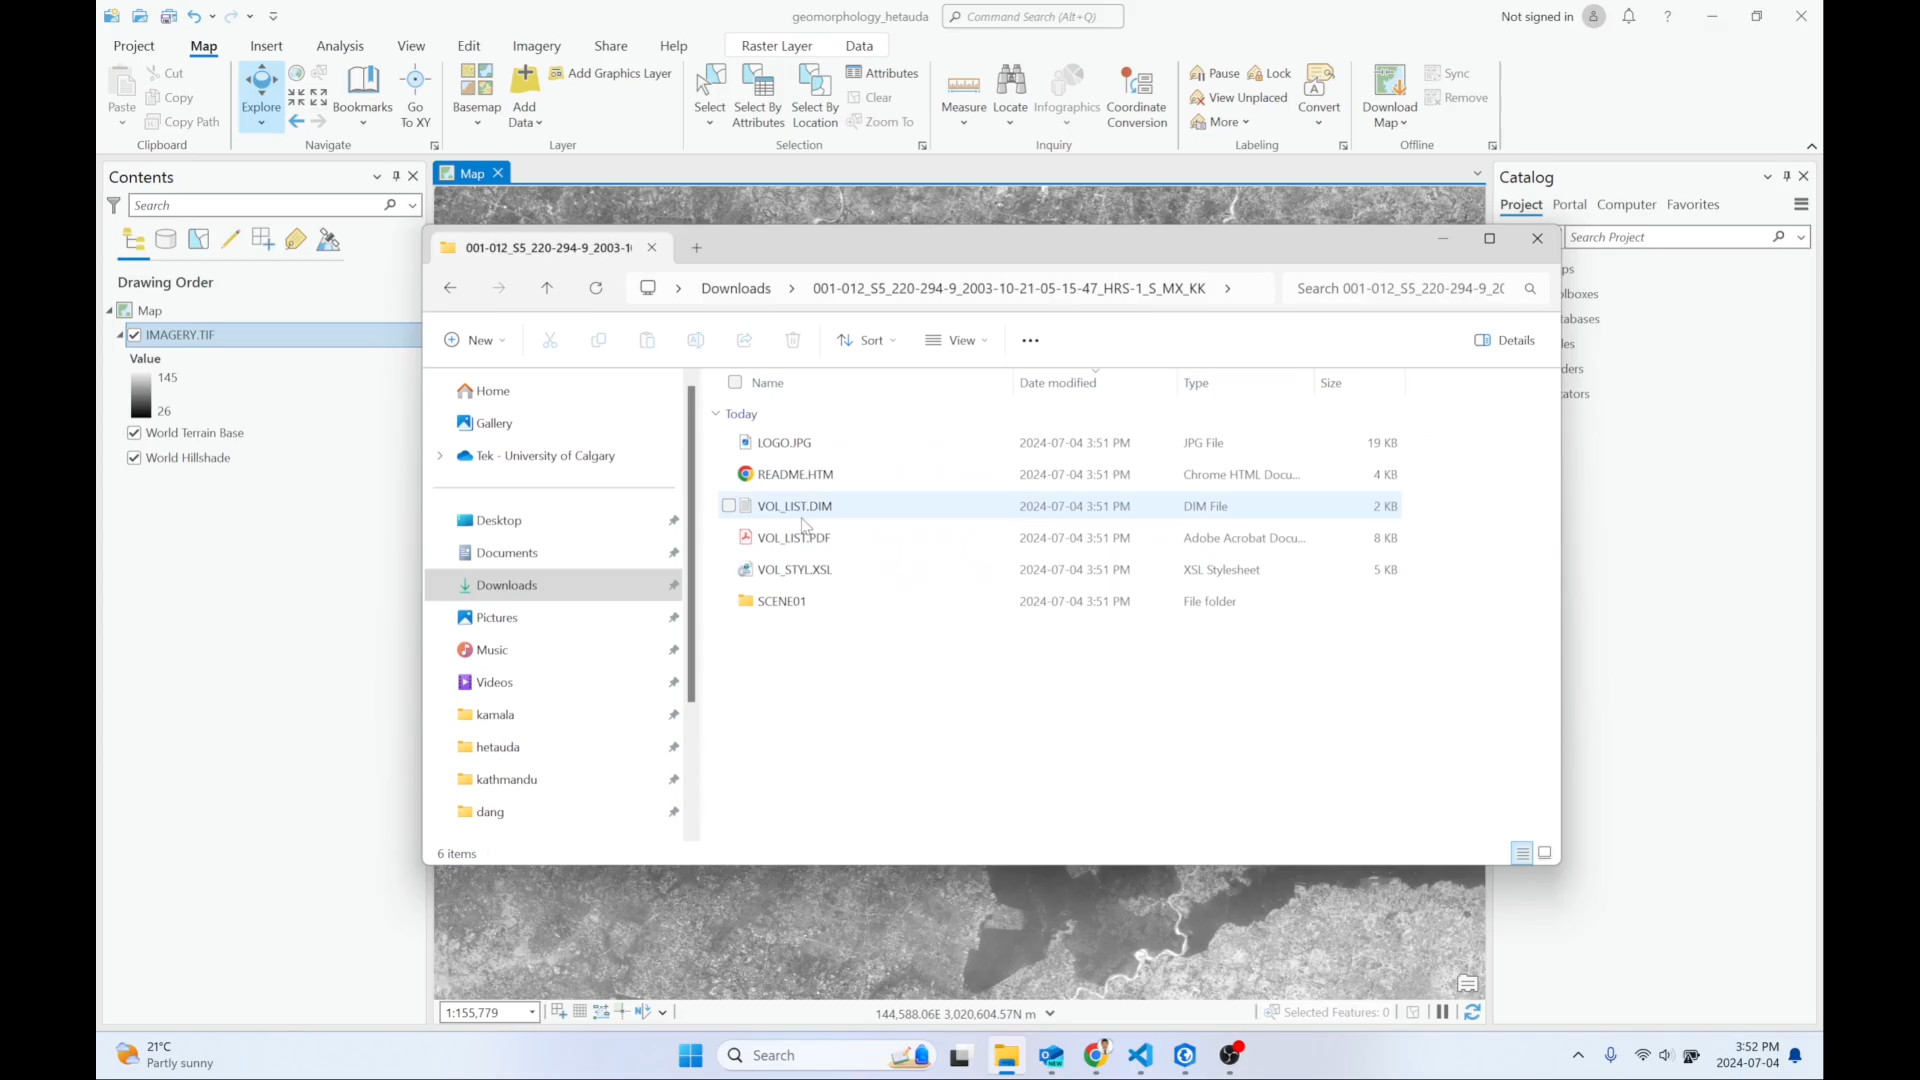 geomorphology_hetauda
Command Search (Alt+Q)
Not signed in
?
Project Map Insert Analysis View Edit Imagery Share Help Raster Layer Data
Paste
Cut
Copy
Copy Path
Clipboard
Explore
Bookmarks
Go
To XY
Navigate
Basemap
Add
Data
Add Graphics Layer
Layer
Select
Select By
Attributes
Select By
Location
Attributes
Clear
Zoom To
Selection
Measure
Locate
Infographics
Coordinate
Conversion
Inquiry
Pause Lock
View Unplaced
More
Convert
Labeling
Download
Map
Sync
Remove
Offline
Contents
Search
Drawing Order
Map
IMAGERY.TIF
Value
145
26
World Terrain Base
World Hillshade
Map
Catalog
Project Portal Computer Favorites
Search Project
ps
lboxes
tabases
les
ders
ators
001-012_S5_220-294-9_2003-1
Downloads 001-012_S5_220-294-9_2003-10-21-05-15-47_HRS-1_S_MX_KK
Search 001-012_S5_220-294-9_20
New Sort View Details
Home
Gallery
Tek - University of Calgary
Desktop
Documents
Downloads
Pictures
Music
Videos
kamala
hetauda
kathmandu
dang
Name Date modified Type Size
Today
LOGO.JPG 2024-07-04 3:51 PM JPG File 19 KB
README.HTM 2024-07-04 3:51 PM Chrome HTML Docu... 4 KB
VOL_LIST.DIM 2024-07-04 3:51 PM DIM File 2 KB
VOL_LIST.PDF 2024-07-04 3:51 PM Adobe Acrobat Docu... 8 KB
VOL_STYL.XSL 2024-07-04 3:51 PM XSL Stylesheet 5 KB
SCENE01 2024-07-04 3:51 PM File folder
6 items
1:155,779
144,588.06E 3,020,604.57N m
Selected Features: 0
21°C
Partly sunny
Search
NEW
3:52 PM
2024-07-04